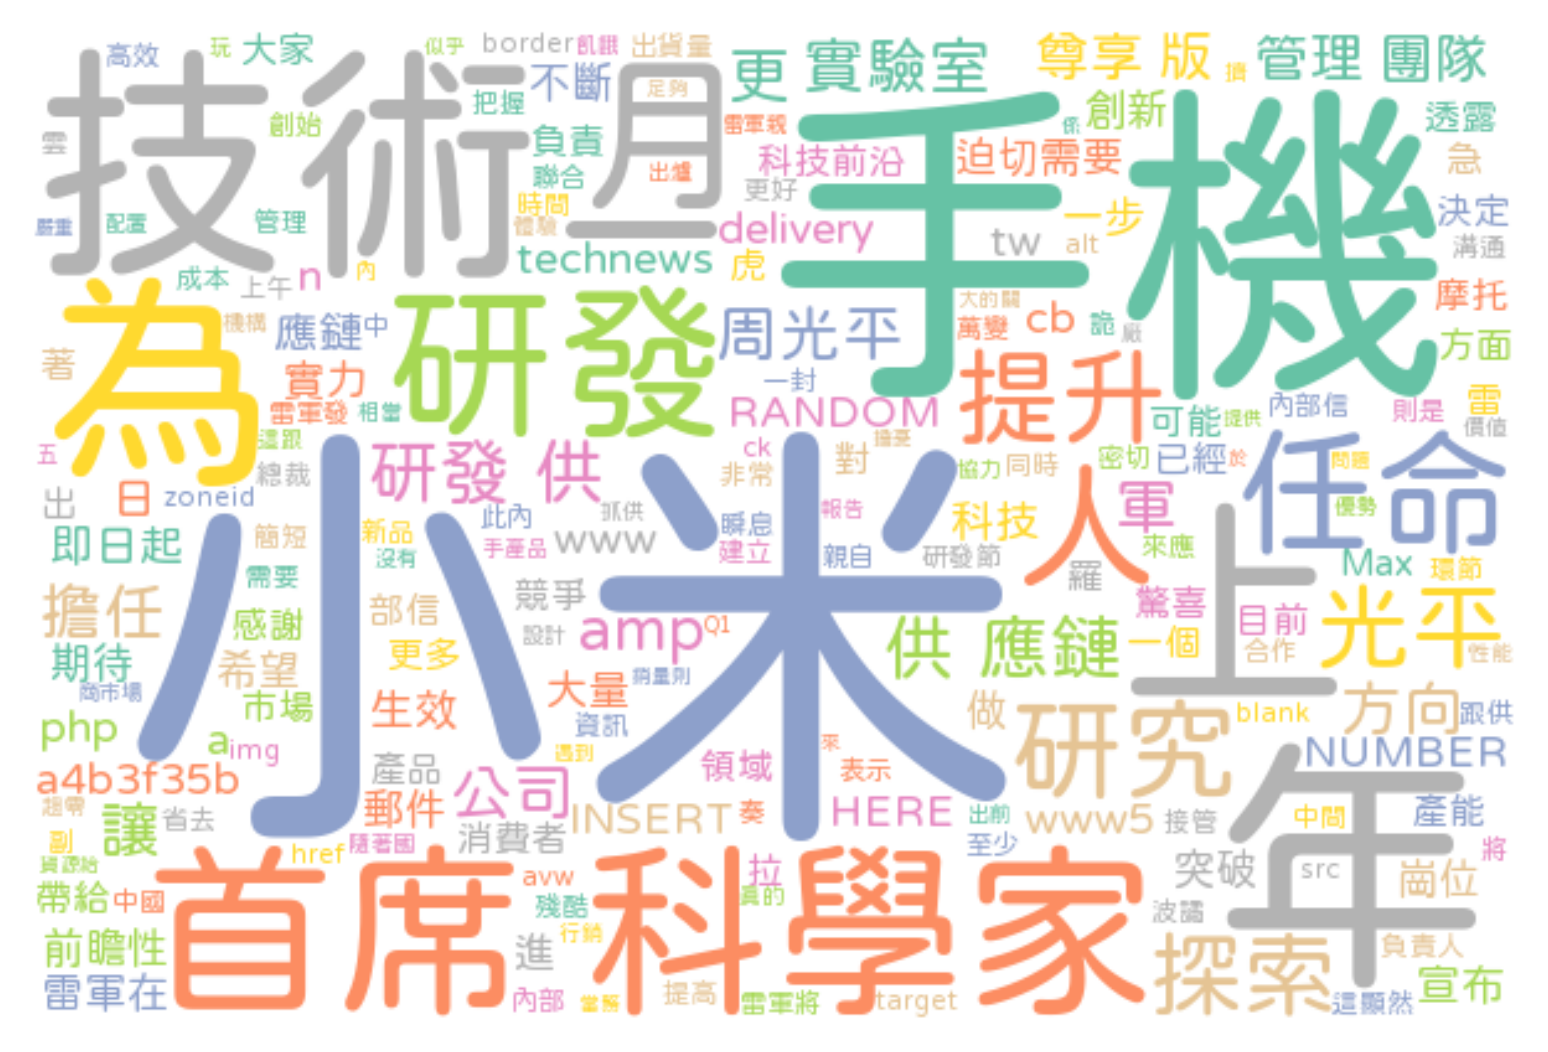 高效 玩 大家 似乎 border 飢餓 出貨量 更 實驗室 尊享 版 擠 管理 團隊
技術 不斷 月 足夠 把握 創始 雲 負責 雷軍親 手機 係 創新 透露
聯合 出爐 科技前沿 迫切需要 急
嚴重 配置 管理 時間 體驗 更好 delivery tw 一步 alt 決定 溝通
成本 上午 n 內 technews 一 虎 摩托
為 機構 應鏈 中 研發 周光平 大的關 萬變 cb 詭 厰 方面
著 實力 一封 提升 雷
雷軍發 相當 RANDOM 可能 提供 內部信 則是 價值
五 這跟 總裁 研發 供 ck 非常 對 擔憂 協力 同時 密切 已經 於 問題 任命
出 日 zoneid 小米 抓供 瞬息 報告 科技 人 軍 優勢
即日起 簡短 新品 此內 www 建立 親自 研發節 來應 上
需要 沒有 手產品 羅 Max 環節
擔任 感謝 部信 競爭 設計 amp Q1 供 應鏈 驚喜 一個 目前 光平
期待 希望 更多 合作 性能
商市場 市場 生效 大量 銷量則 做 研究 blank 方向 跟供
php a img 資訊 遇到 領域 來 表示 NUMBER
a4b3f35b 產品 公司 年
趨零 讓 省去 郵件 消費者 INSERT 奏 HERE 出前 www5 接管 中間 產能
副 href 隨著國 至少 將
貨源給 首席科學家 拉 突破 src 崗位
帶給 中國 avw 殘酷 真的 波譎
前瞻性 進 行銷 探索 負責人
雷軍在 內部 當務 提高 雷軍將 target 這顯然 宣布